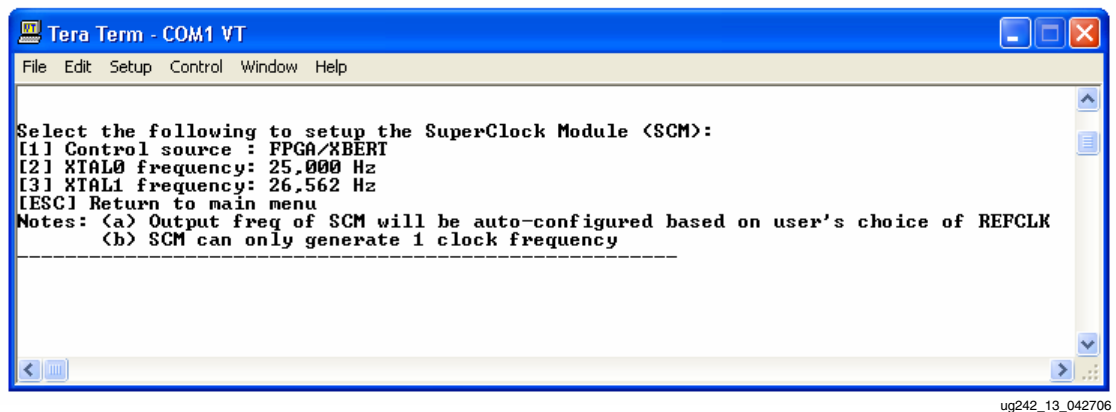 Tera Term - COM1 VT
File Edit Setup Control Window Help
Select the following to setup the SuperClock Module (SCM):
[1] Control source : FPGA/XBERT
[2] XTAL0 frequency: 25,000 Hz
[3] XTAL1 frequency: 26,562 Hz
[ESC] Return to main menu
Notes: (a) Output freq of SCM will be auto-configured based on user's choice of REFCLK
(b) SCM can only generate 1 clock frequency
-------------------------------------------------------
ug242_13_042706